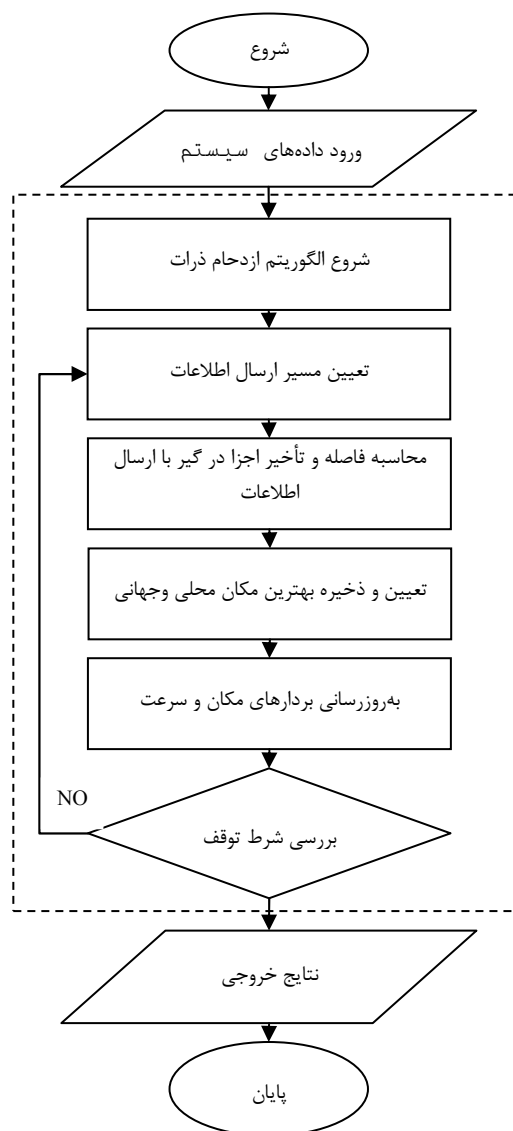 شروع
ورود داده‌های سیستم
شروع الگوریتم ازدحام ذرات
تعیین مسیر ارسال اطلاعات
محاسبه فاصله و تأخیر اجزا در گیر با ارسال
اطلاعات
تعیین و ذخیره بهترین مکان محلی وجهانی
به‌روزرسانی بردارهای مکان و سرعت
NO
بررسی شرط توقف
نتایج خروجی
پایان